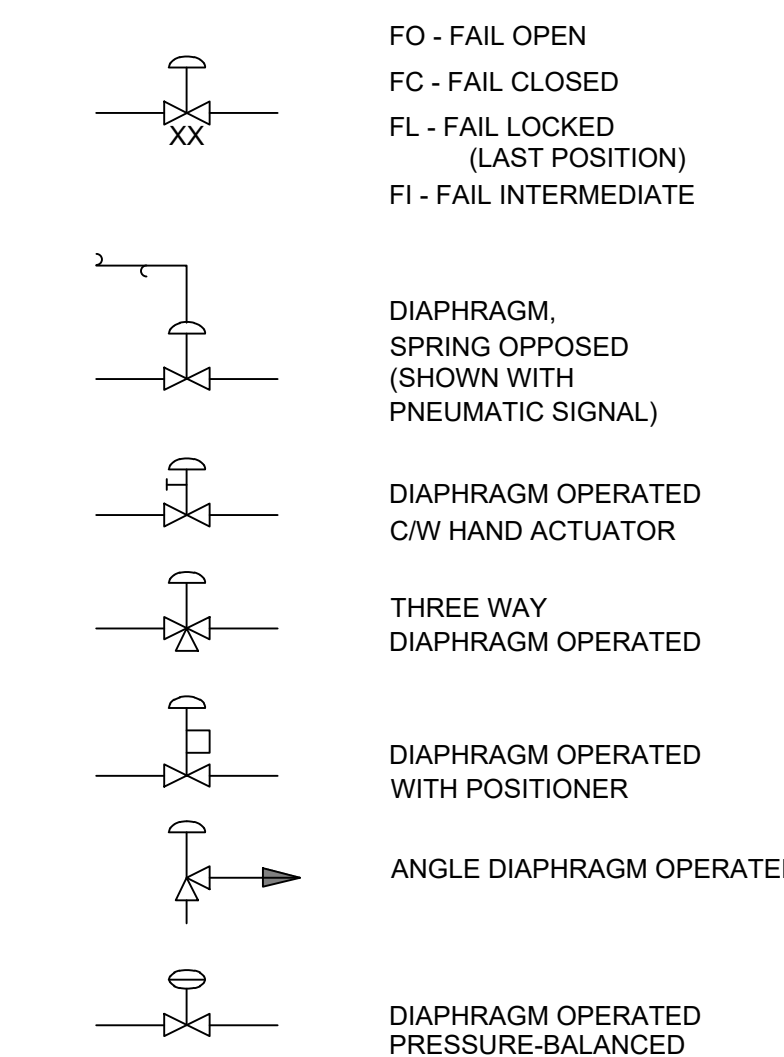 FO - FAIL OPEN
FC - FAIL CLOSED
XX
FL - FAIL LOCKED
(LAST POSITION)
FI - FAIL INTERMEDIATE
DIAPHRAGM,
SPRING OPPOSED
(SHOWN WITH
PNEUMATIC SIGNAL)
DIAPHRAGM OPERATED
C/W HAND ACTUATOR
THREE WAY
DIAPHRAGM OPERATED
DIAPHRAGM OPERATED
WITH POSITIONER
ANGLE DIAPHRAGM OPERATED
DIAPHRAGM OPERATED
PRESSURE-BALANCED